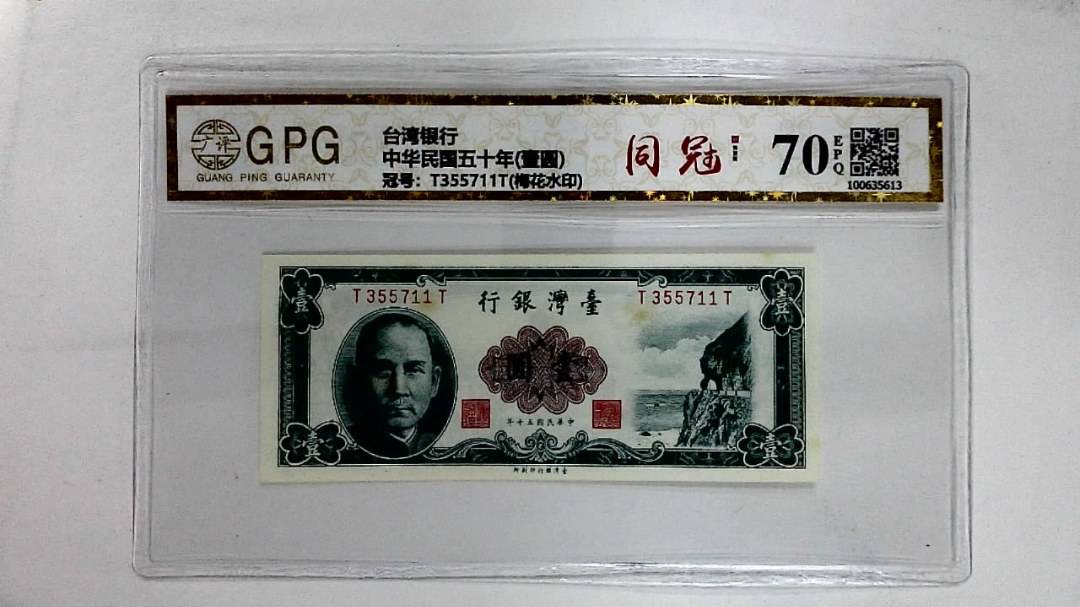 广评
GPG
GUANG PING GUARANTY
台湾银行
中华民国五十年(壹圆)
冠号：T355711T(梅花水印)
同冠
70
EPQ
100635613
壹
壹
T355711T
行銀灣臺
T355711T
圓壹
年十五國民華中
壹
壹